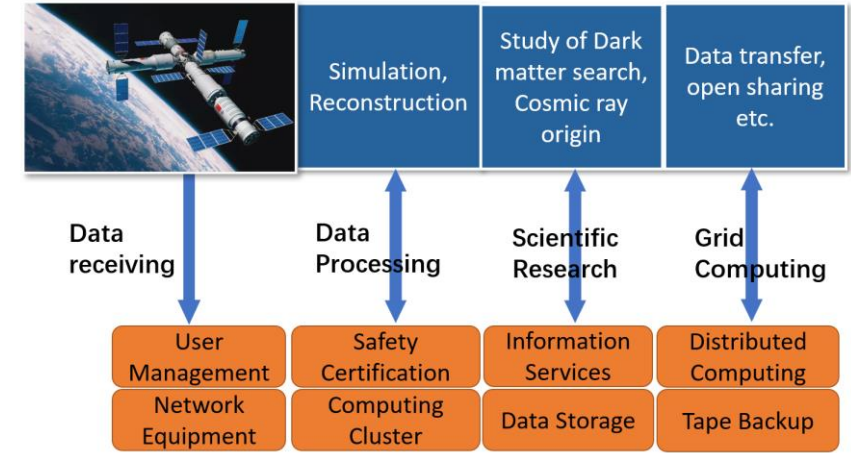 Simulation,
Reconstruction
Study of Dark
matter search,
Cosmic ray
origin
Data transfer,
open sharing
etc.
Data
receiving
Data
Processing
Scientific
Research
Grid
Computing
User
Management
Safety
Certification
Information
Services
Distributed
Computing
Network
Equipment
Computing
Cluster
Data Storage
Tape Backup